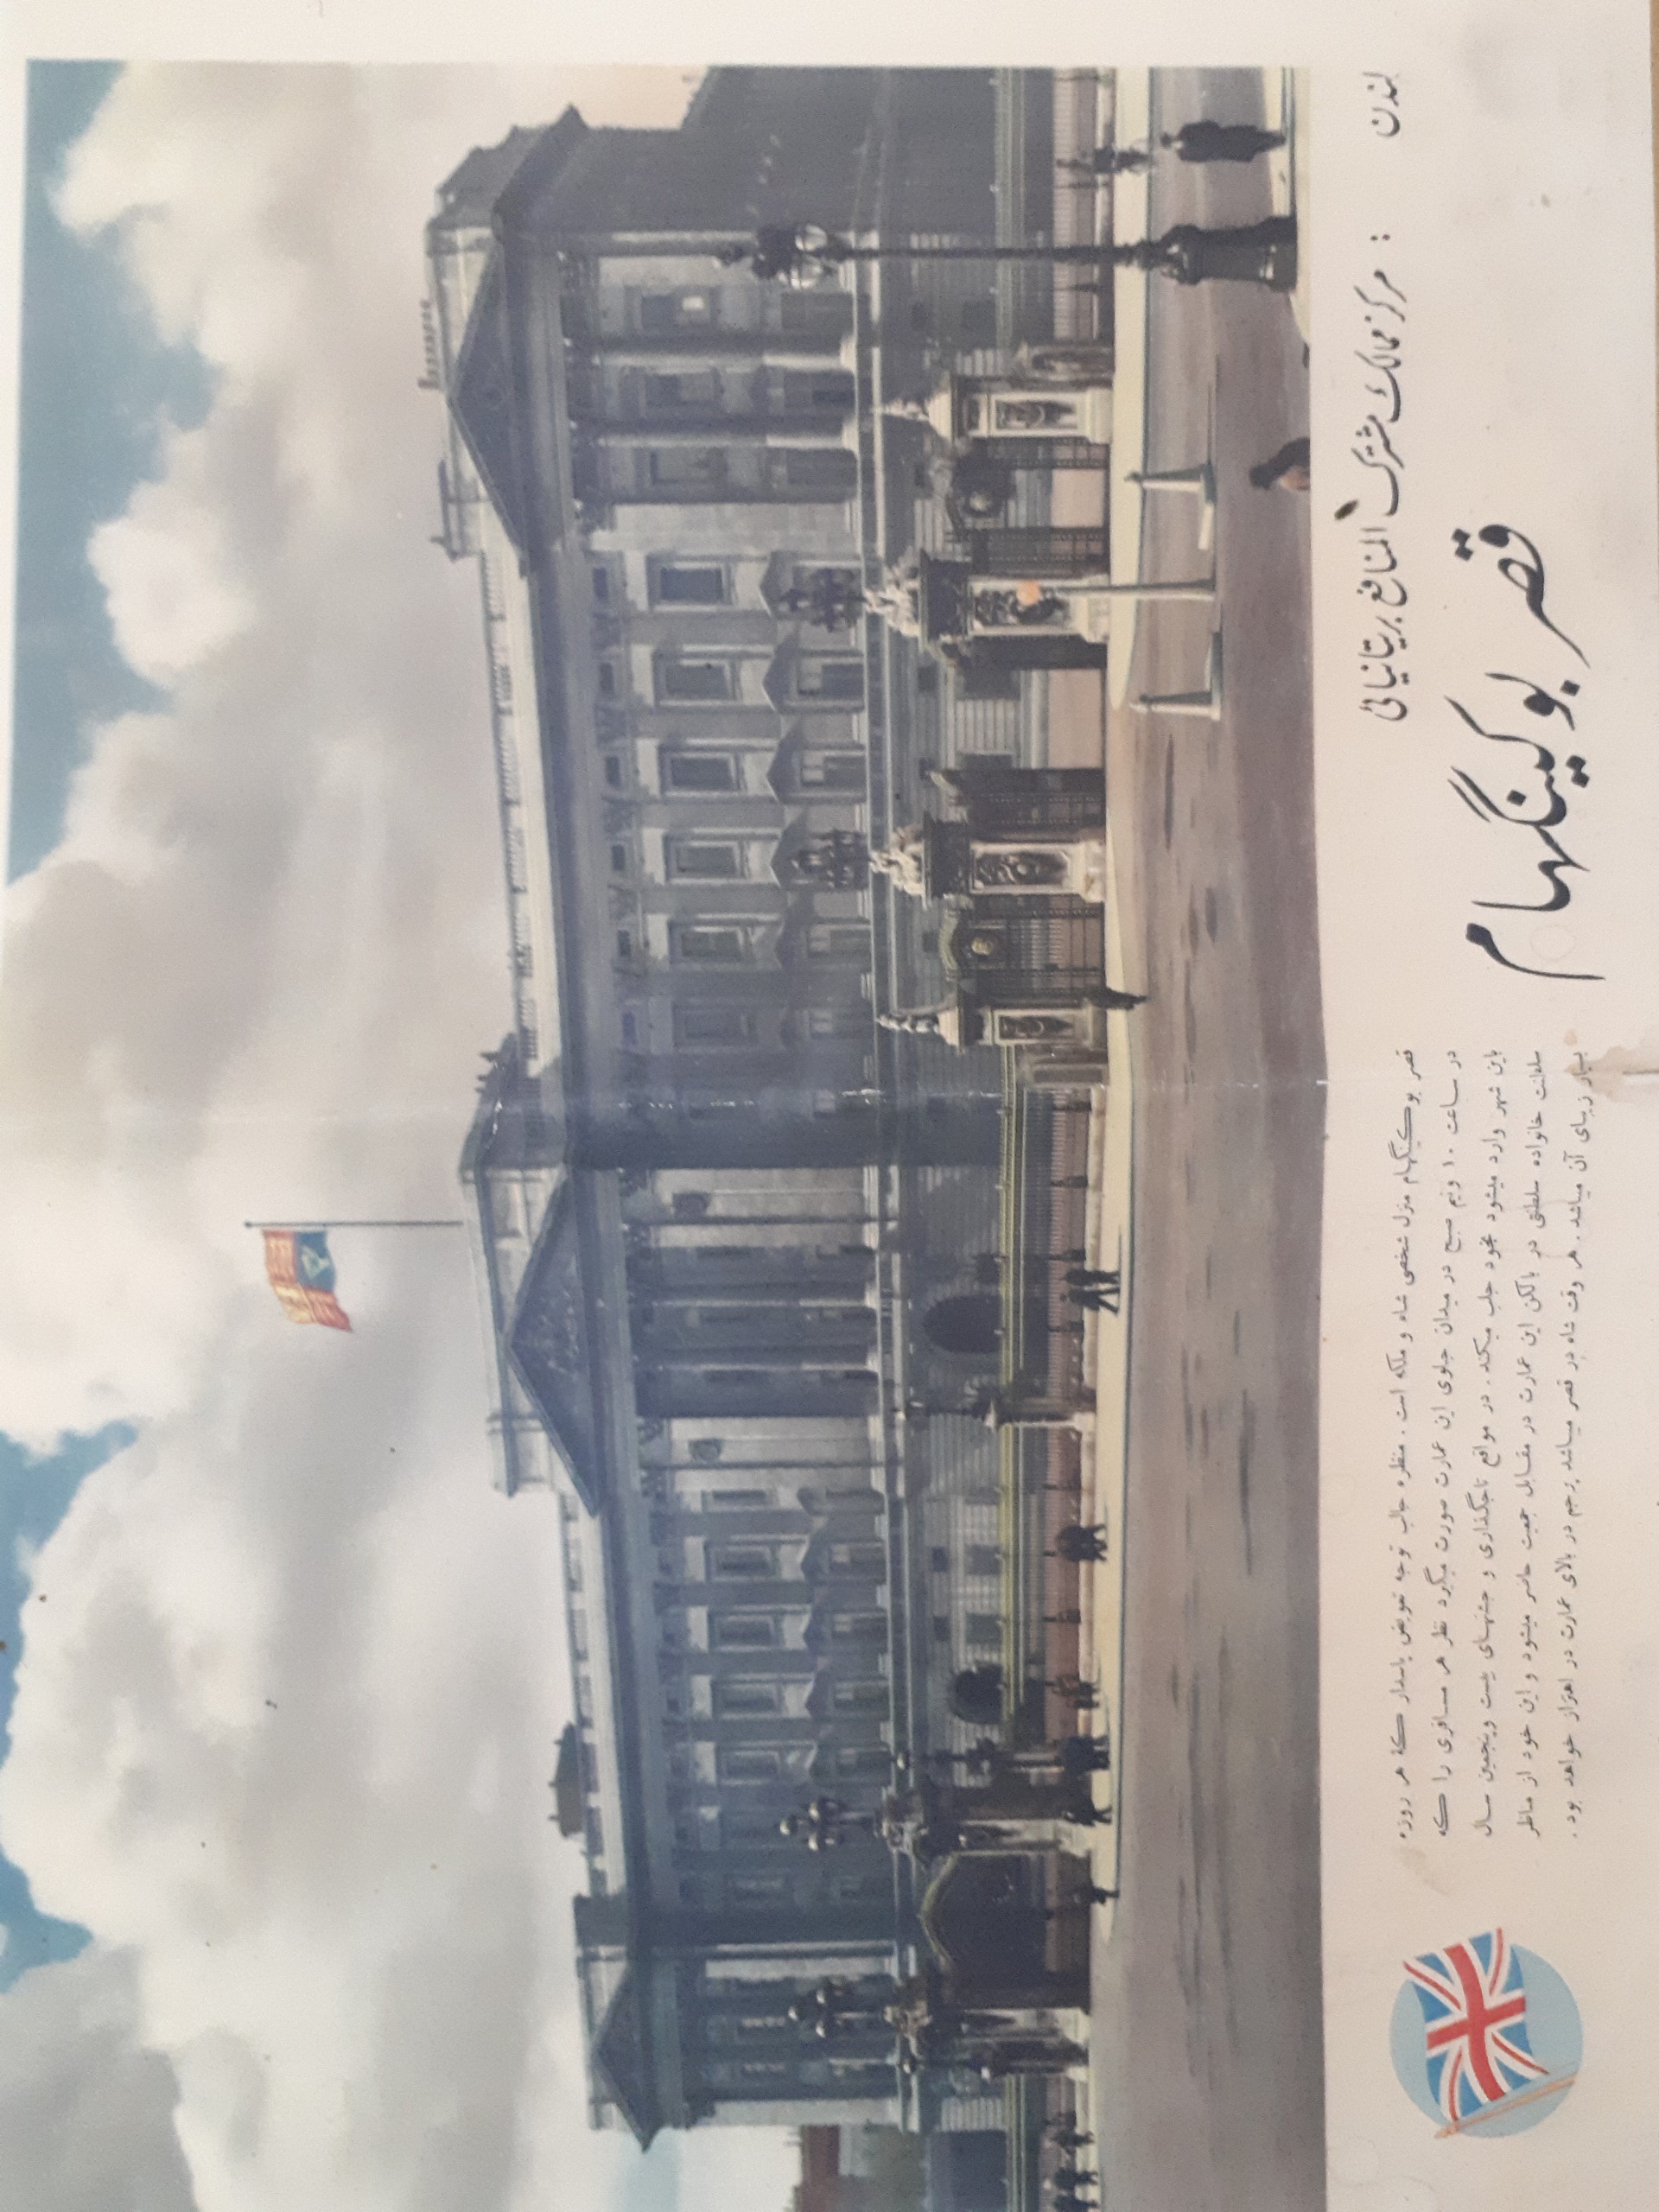 لندن : مرکز ممالک مشترک المنافع بریتانیائی
قصر بوکینگهام
قصر بوکینگهام منزل شخصی شاه و ملکه است . منظره جالب توجه تعویض پاسدار که هر روزه
در ساعت ۱۰ ونیم صبح در میدان جلوی این عمارت صورت میگیرد نظر هر مسافری را که
باین شهر وارد میشود بخود جلب میکند . در مواقع تاجگذاری و جشنهای بیست وپنجمین سال
سلطنت خانواده سلطنتی در بالکن این عمارت در مقابل جمعیت حاضر میشود و این خود از مناظر
بسیار زیبای آن میباشد . هر وقت شاه در قصر میباشد پرچم در بالای عمارت در اهتزاز خواهد بود .